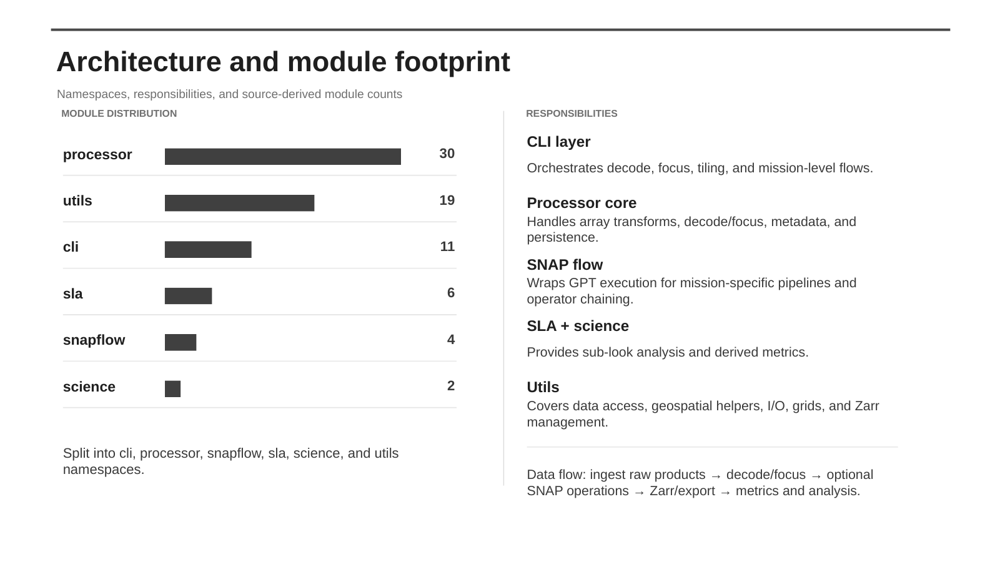 Architecture and module footprint
Namespaces, responsibilities, and source-derived module counts
MODULE DISTRIBUTION
processor 30
utils 19
cli 11
sla 6
snapflow 4
science 2
Split into cli, processor, snapflow, sla, science, and utils
namespaces.
RESPONSIBILITIES
CLI layer
Orchestrates decode, focus, tiling, and mission-level flows.
Processor core
Handles array transforms, decode/focus, metadata, and
persistence.
SNAP flow
Wraps GPT execution for mission-specific pipelines and
operator chaining.
SLA + science
Provides sub-look analysis and derived metrics.
Utils
Covers data access, geospatial helpers, I/O, grids, and Zarr
management.
Data flow: ingest raw products → decode/focus → optional
SNAP operations → Zarr/export → metrics and analysis.